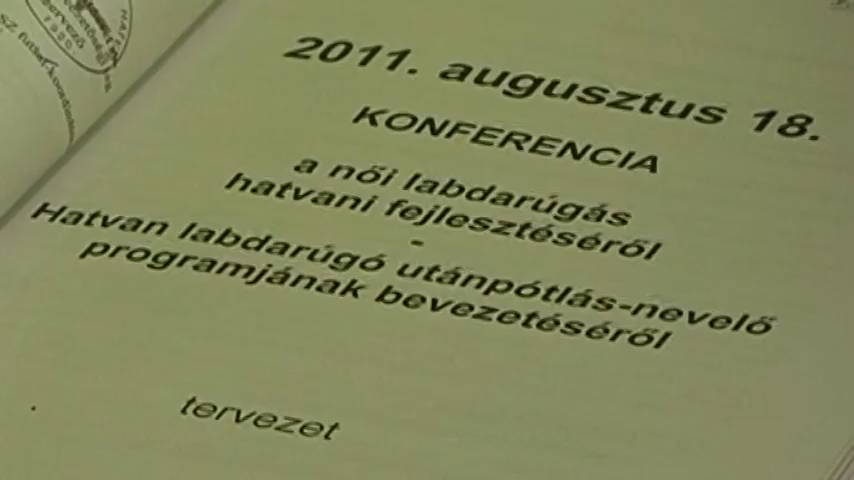 2011. augusztus 18.
KONFERENCIA
a női labdarúgás
hatvani fejlesztéséről
-
Hatvan labdarúgó utánpótlás-nevelő
programjának bevezetéséről
tervezet